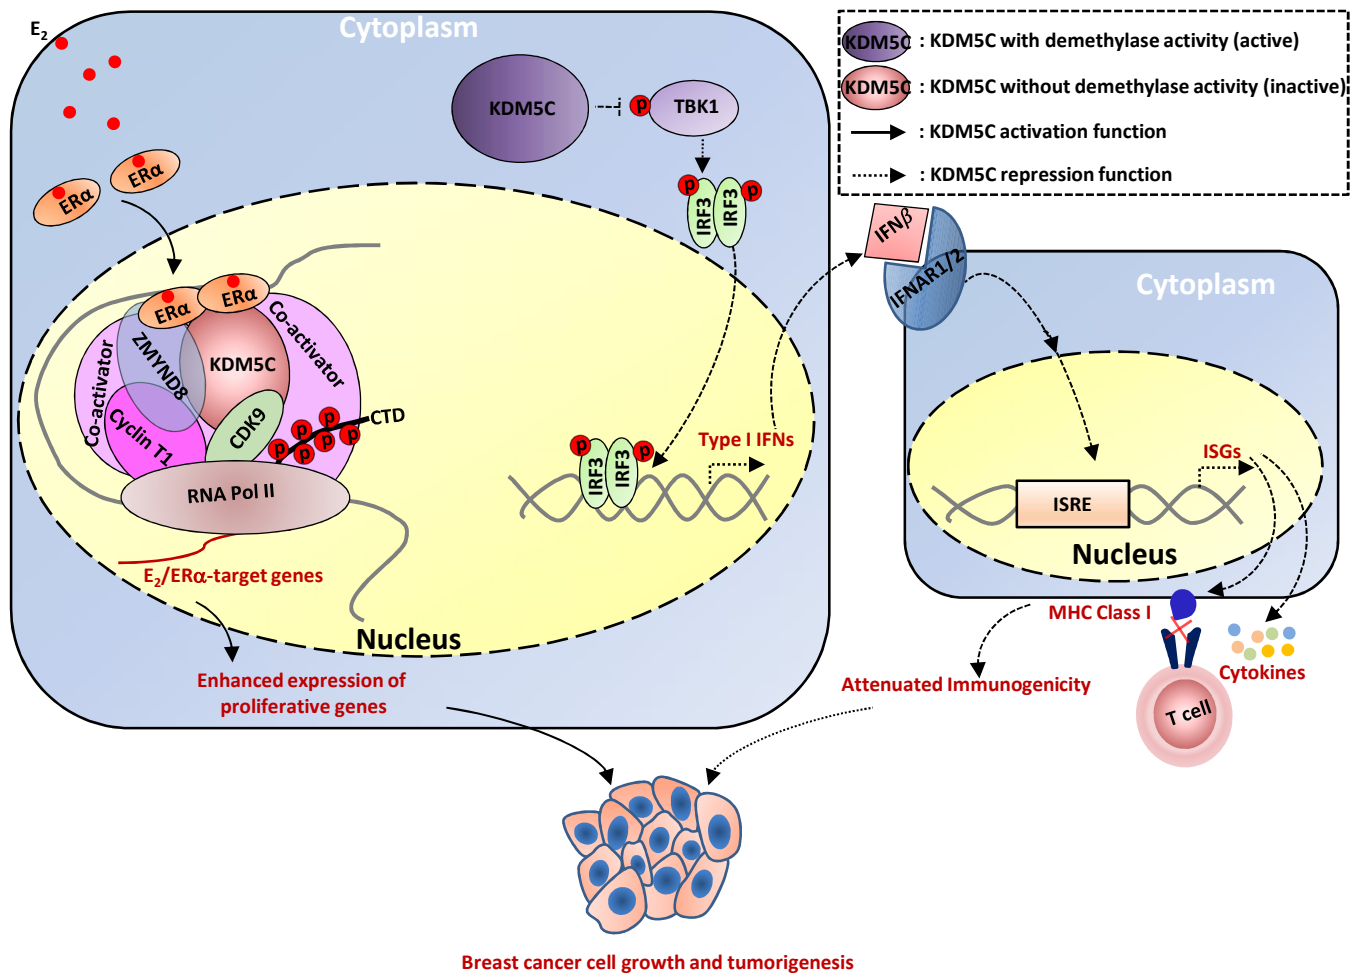 E2
Cytoplasm
KDM5C
p
TBK1
KDM5C : KDM5C with demethylase activity (active)
KDM5C : KDM5C without demethylase activity (inactive)
: KDM5C activation function
: KDM5C repression function
ERα
ERα
p
p
IRF3
IRF3
IFNβ
IFNAR1/2
Cytoplasm
ERα
ERα
Co-activator
ZMYND8
KDM5C
Co-activator
Cyclin T1
CDK9
p
p
p
p
p
p
CTD
RNA Pol II
E2/ERα-target genes
p
p
IRF3
IRF3
Type I IFNs
Nucleus
ISGs
ISRE
Nucleus
MHC Class I
Cytokines
T cell
Enhanced expression of
proliferative genes
Attenuated Immunogenicity
Breast cancer cell growth and tumorigenesis